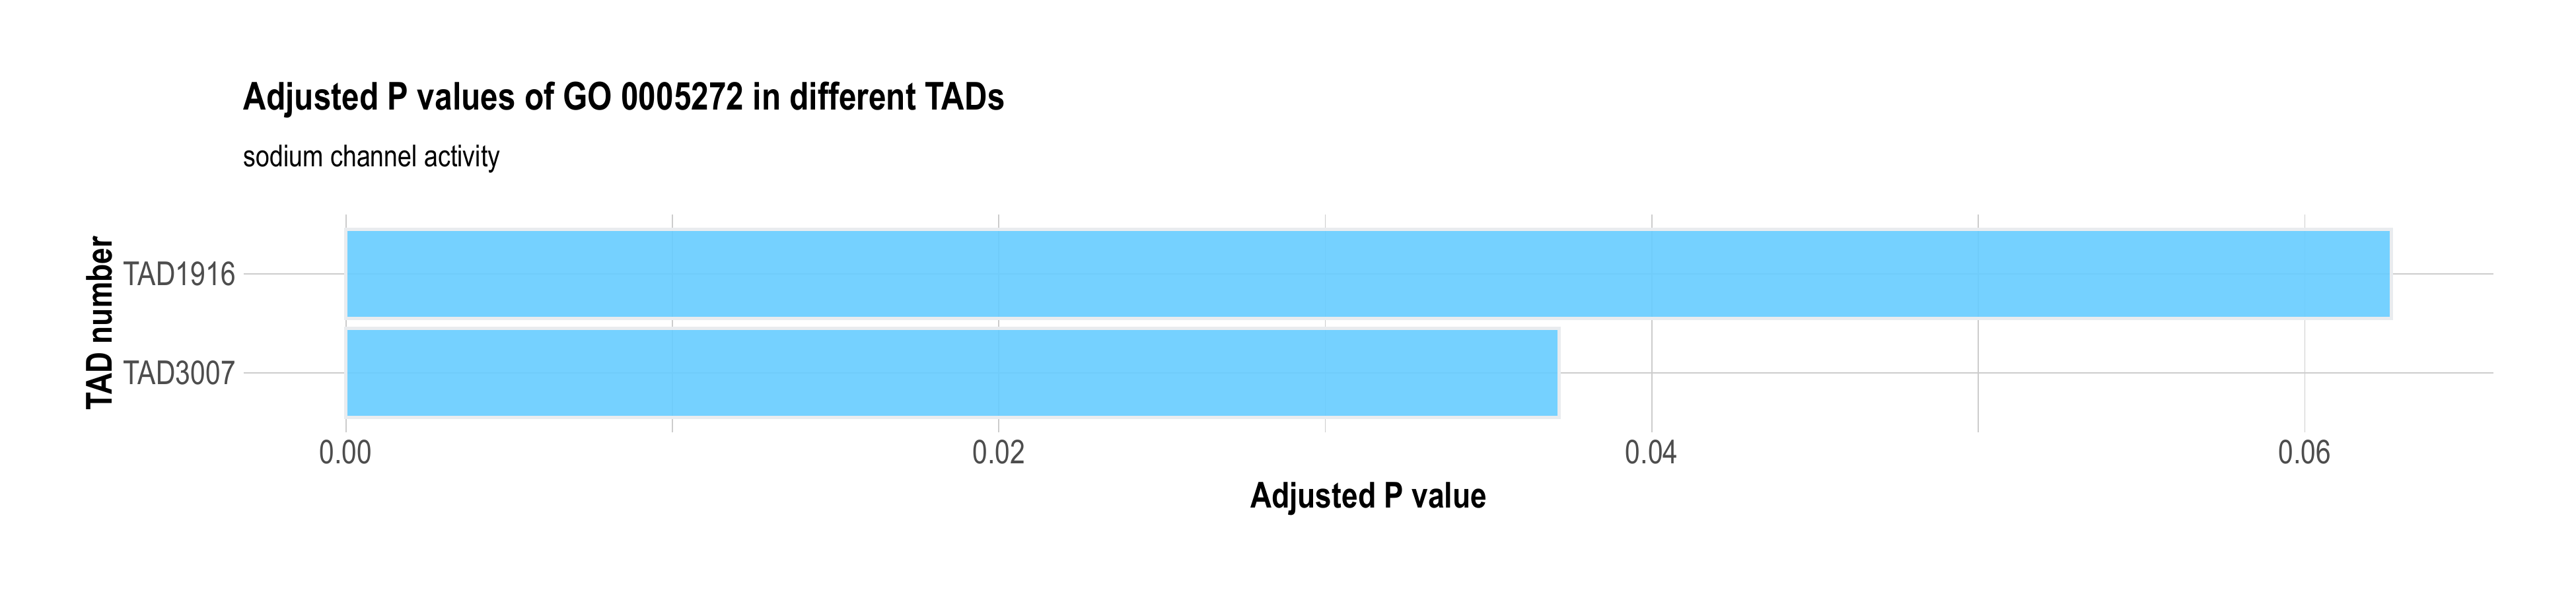 Adjusted P values of GO 0005272 in different TADs
sodium channel activity
TAD number
TAD1916
TAD3007
0.00 0.02 0.04 0.06
Adjusted P value